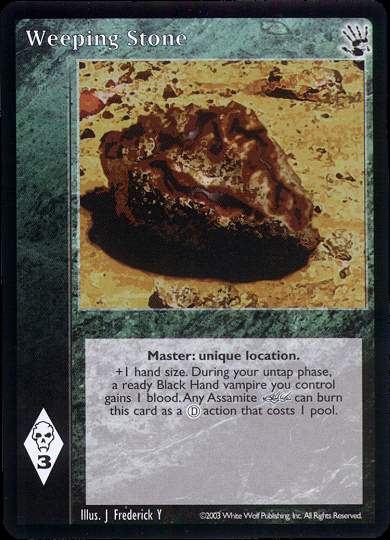 Weeping Stone
Master: unique location.
+1 hand size. During your untap phase,
a ready Black Hand vampire you control
gains 1 blood. Any Assamite can burn
this card as a Ⓓ action that costs 1 pool.
3
Illus. J Frederick Y
©2003 White Wolf Publishing, Inc. All Rights Reserved.